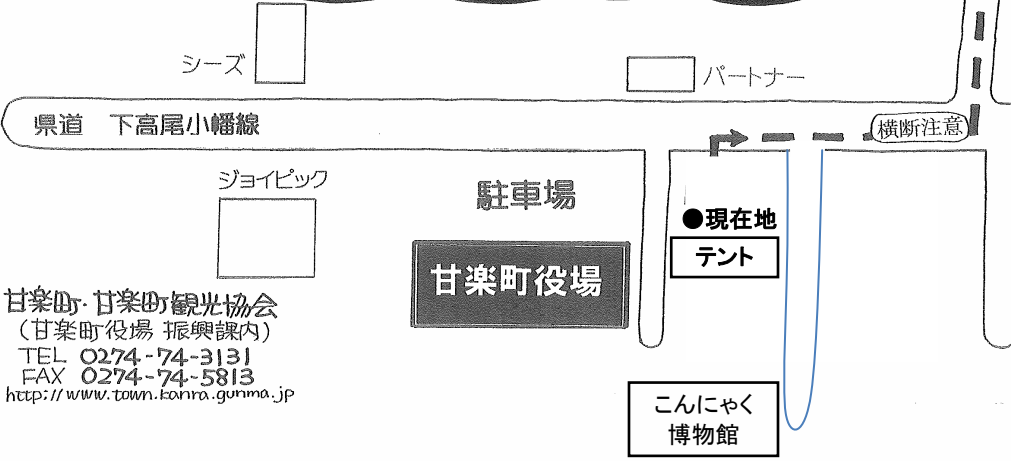 シーズ
パートナー
県道 下高尾小幡線
横断注意
ジョイピック
駐車場
●現在地
テント
甘楽町役場
甘楽町・甘楽町観光協会
(甘楽町役場 振興課内)
TEL 0274-74-3131
FAX 0274-74-5813
http://www.town.kanra.gunma.jp
こんにゃく
博物館